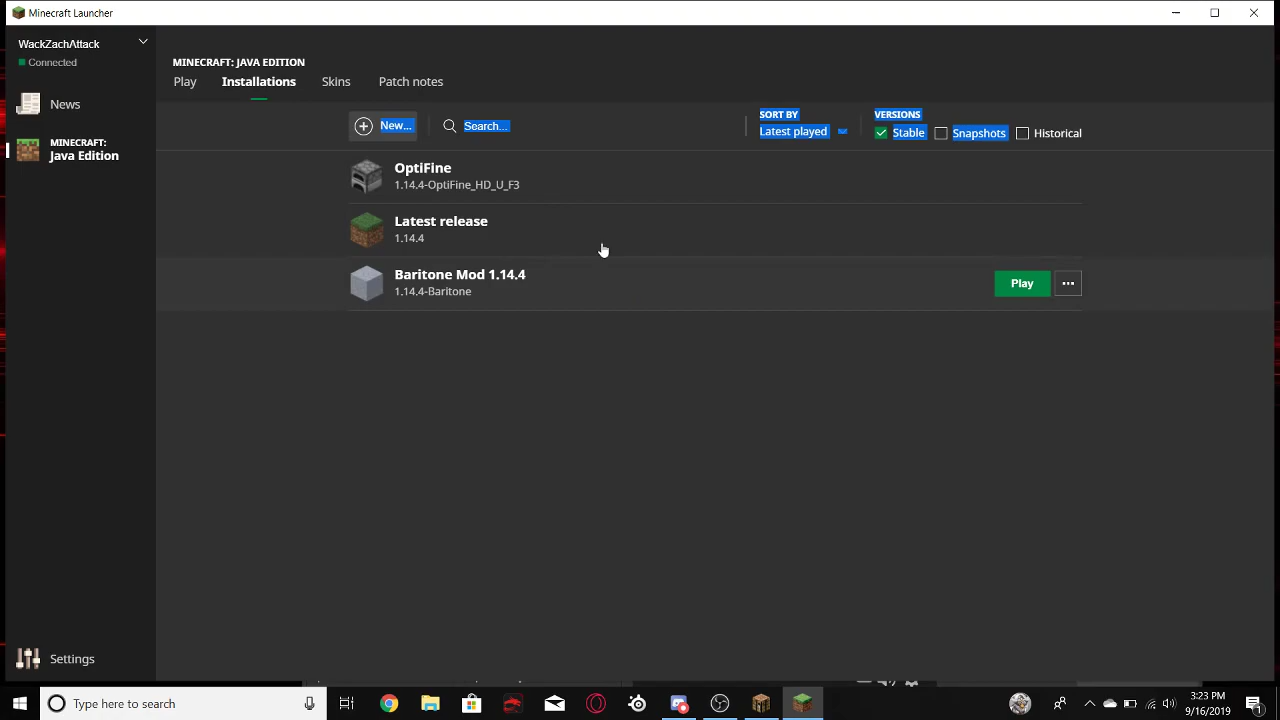 Minecraft Launcher
WackZachAttack
Connected
News
MINECRAFT:
Java Edition
Settings
MINECRAFT: JAVA EDITION
Play Installations Skins Patch notes
New... Search... SORT BY VERSIONS
Latest played Stable Snapshots Historical
OptiFine
1.14.4-OptiFine_HD_U_F3
Latest release
1.14.4
Baritone Mod 1.14.4
1.14.4-Baritone
Play
Type here to search
3:23 PM
9/16/2019
1